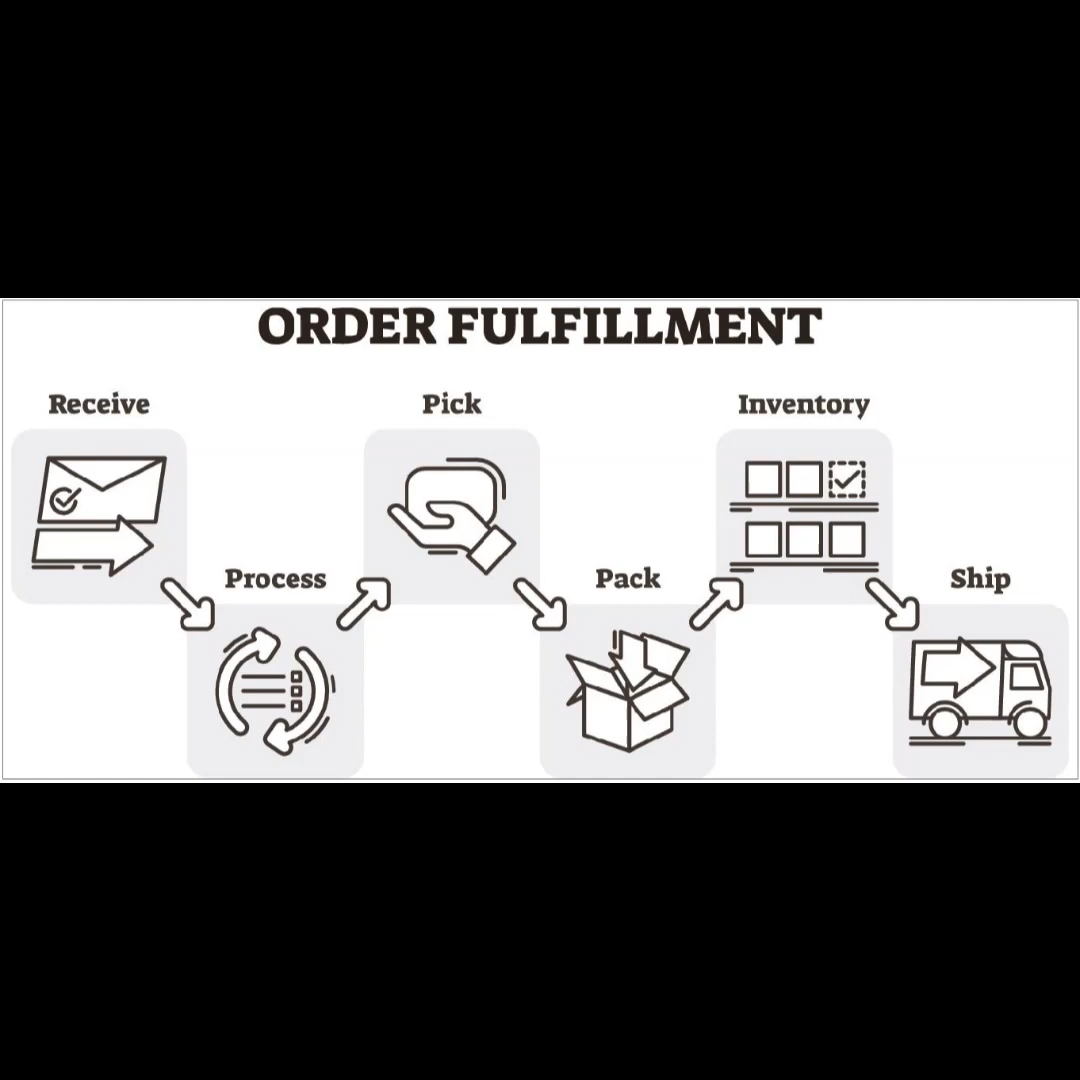 ORDER FULFILLMENT
Receive
Process
Pick
Pack
Inventory
Ship